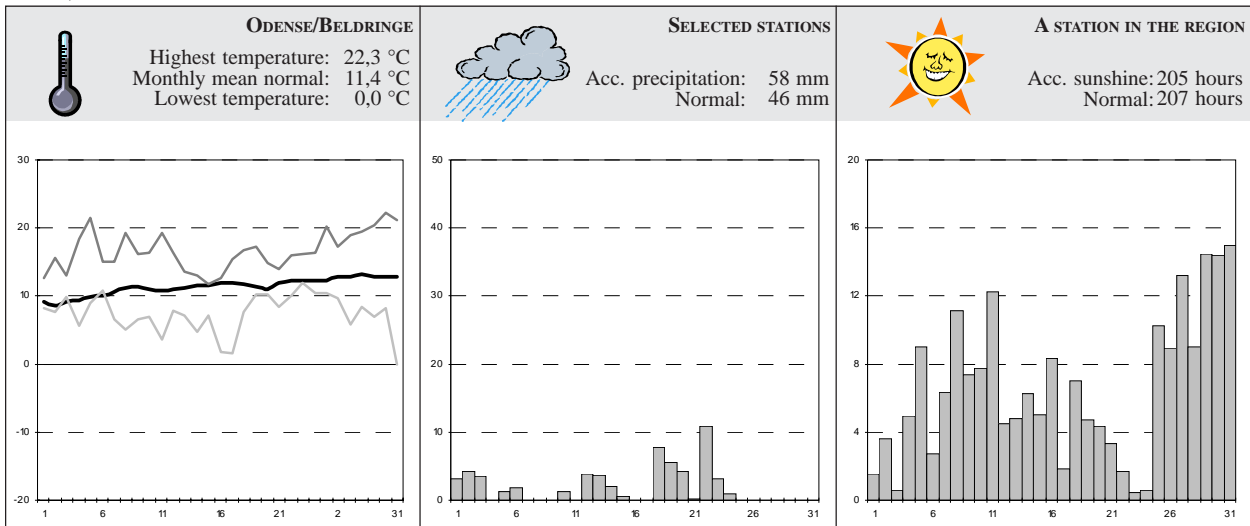 ODENSE/BELDRINGE
Highest temperature: 22,3 °C
Monthly mean normal: 11,4 °C
Lowest temperature: 0,0 °C
SELECTED STATIONS
Acc. precipitation: 58 mm
Normal: 46 mm
A STATION IN THE REGION
Acc. sunshine: 205 hours
Normal: 207 hours
30
20
10
0
-10
-20
1 6 11 16 21 2 31
50
40
30
20
10
0
1 6 11 16 21 26 31
20
16
12
8
4
0
1 6 11 16 21 26 31